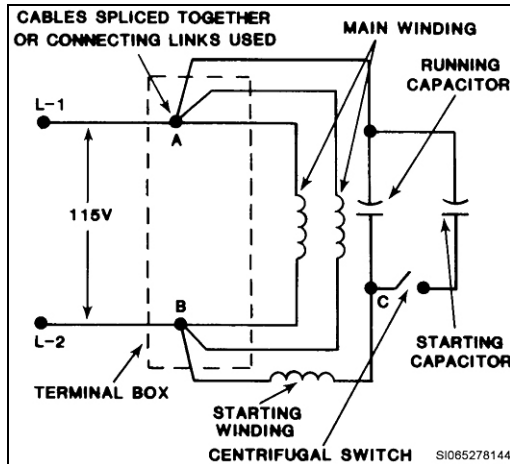 CABLES SPLICED TOGETHER
OR CONNECTING LINKS USED
MAIN WINDING
RUNNING
CAPACITOR
L-1
A
115V
B
C
L-2
TERMINAL BOX
STARTING
WINDING
STARTING
CAPACITOR
CENTRIFUGAL SWITCH
SI065278144